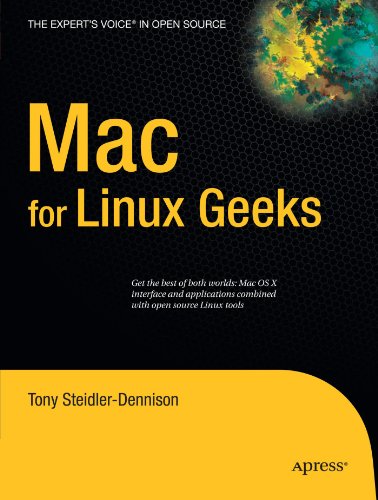 THE EXPERT'S VOICE® IN OPEN SOURCE
Mac
for Linux Geeks
Get the best of both worlds: Mac OS X
interface and applications combined
with open source Linux tools
Tony Steidler-Dennison
Apress®